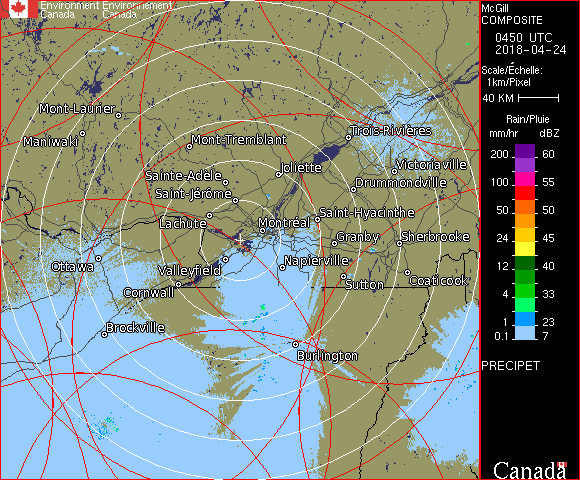 Environment Environnement
Canada Canada
McGill
COMPOSITE
0450 UTC
2018-04-24
Scale/Échelle:
1km/Pixel
40 KM
Rain/Pluie
mm/hr dBZ
200 60
100 55
50 50
24 45
12 40
4 33
1 23
0.1 7
PRECIPET
Canada
Mont-Laurier
Maniwaki
Mont-Tremblant
Trois-Rivières
Joliette
Victoriaville
Sainte-Adèle
Drummondville
Saint-Jérôme
Lachute
Montréal
Saint-Hyacinthe
Granby
Sherbrooke
Ottawa
Valleyfield
Napierville
Cornwall
Sutton
Coaticook
Brockville
Burlington